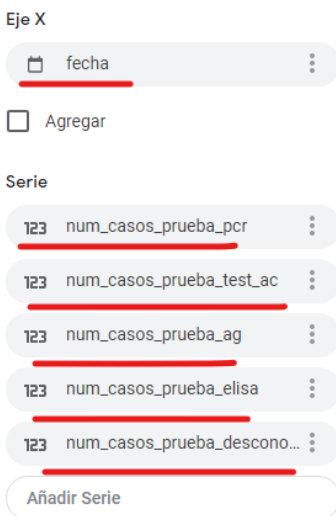 Eje X
fecha
Agregar
Serie
123 num_casos_prueba_pcr
123 num_casos_prueba_test_ac
123 num_casos_prueba_ag
123 num_casos_prueba_elisa
123 num_casos_prueba_descono...
Añadir Serie